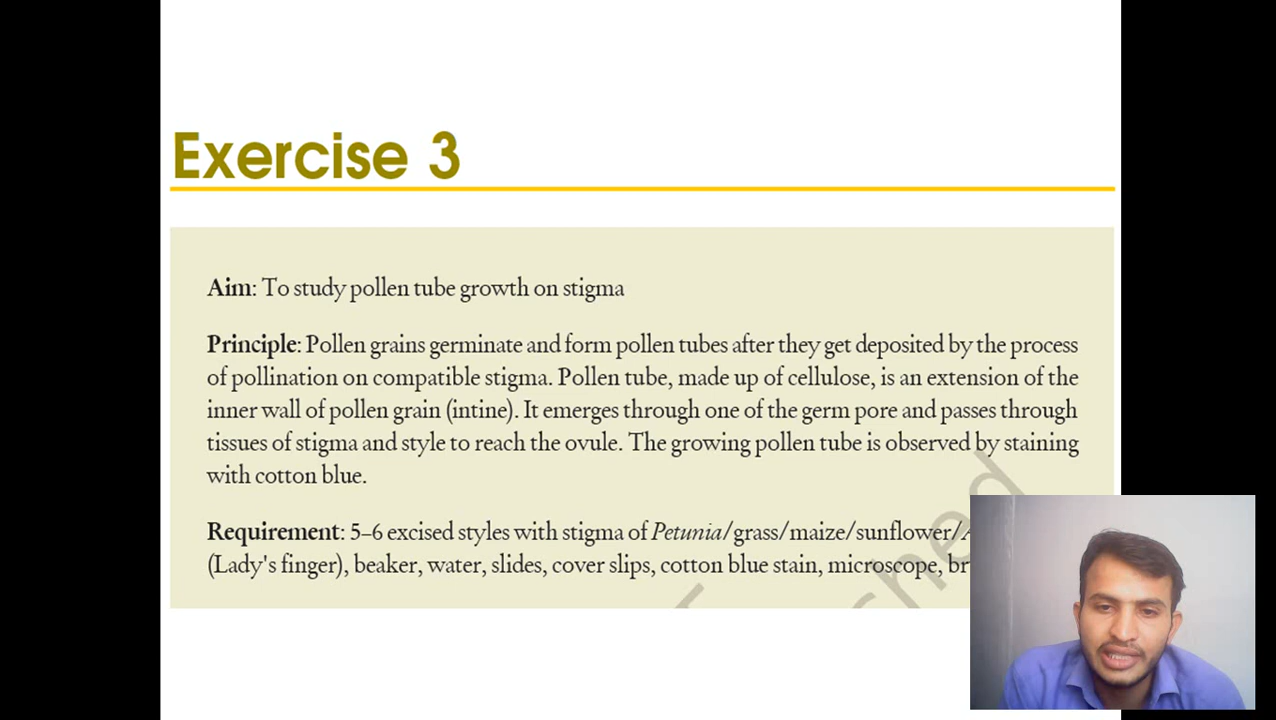 Exercise 3
Aim: To study pollen tube growth on stigma
Principle: Pollen grains germinate and form pollen tubes after they get deposited by the process
of pollination on compatible stigma. Pollen tube, made up of cellulose, is an extension of the
inner wall of pollen grain (intine). It emerges through one of the germ pore and passes through
tissues of stigma and style to reach the ovule. The growing pollen tube is observed by staining
with cotton blue.
Requirement: 5–6 excised styles with stigma of Petunia/grass/maize/sunflower/
(Lady's finger), beaker, water, slides, cover slips, cotton blue stain, microscope,